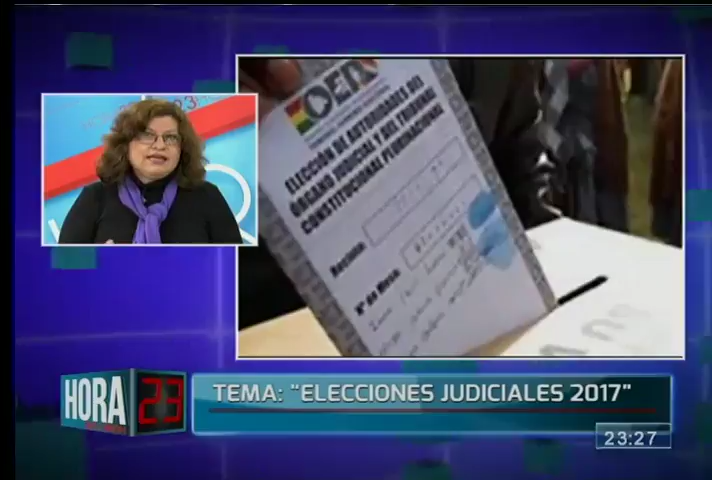 23
OEP
ELECCIÓN DE AUTORIDADES DEL
ÓRGANO JUDICIAL Y DEL TRIBUNAL
CONSTITUCIONAL PLURINACIONAL
Recinto:
N° de Mesa:
HORA 23
TEMA: "ELECCIONES JUDICIALES 2017"
23:27